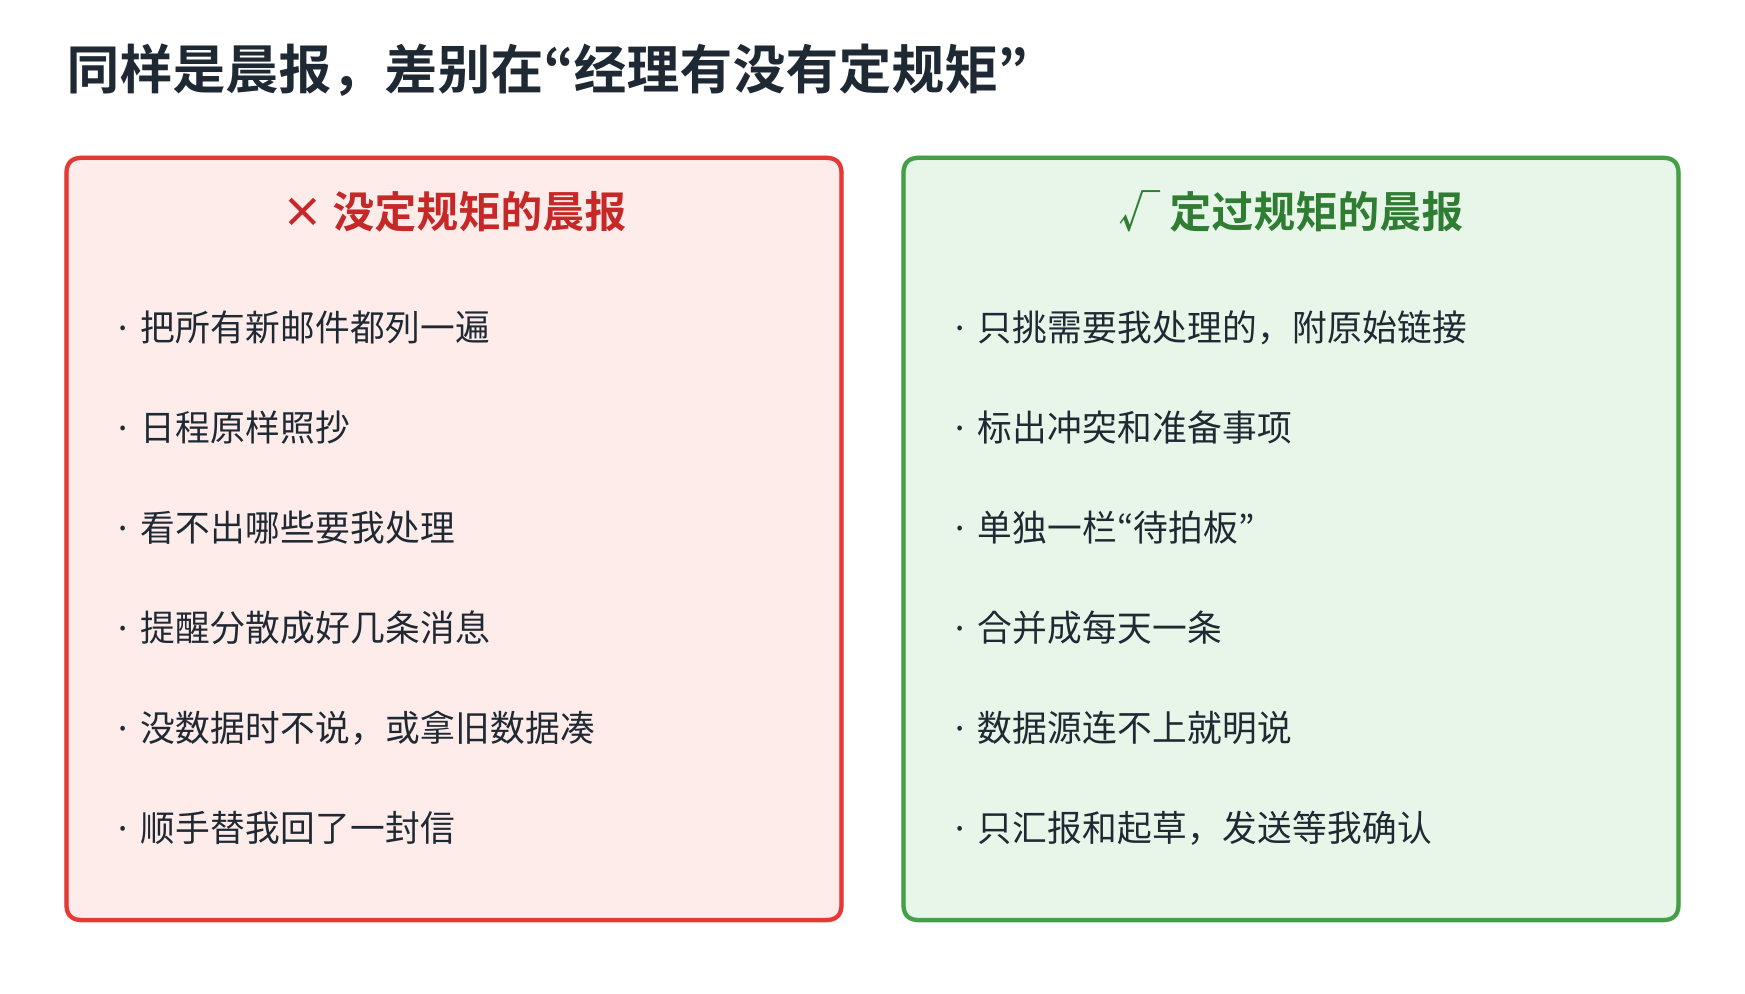 同样是晨报，差别在“经理有没有定规矩”
× 没定规矩的晨报
· 把所有新邮件都列一遍
· 日程原样照抄
· 看不出哪些要我处理
· 提醒分散成好几条消息
· 没数据时不说，或拿旧数据凑
· 顺手替我回了一封信
√ 定过规矩的晨报
· 只挑需要我处理的，附原始链接
· 标出冲突和准备事项
· 单独一栏“待拍板”
· 合并成每天一条
· 数据源连不上就明说
· 只汇报和起草，发送等我确认